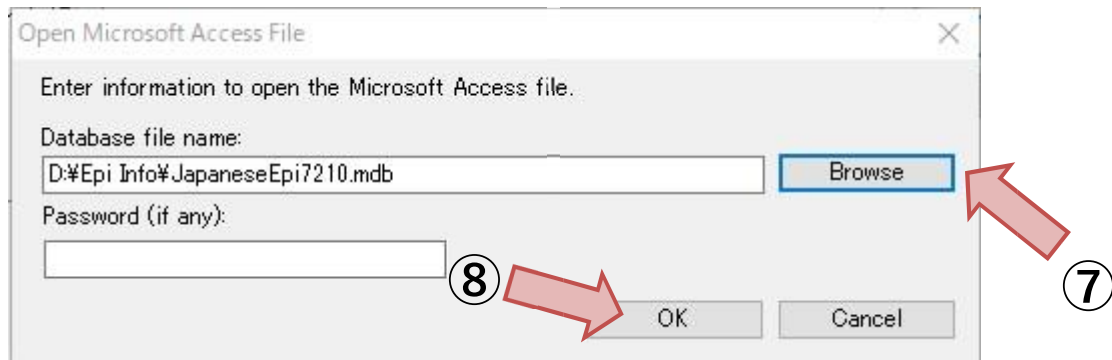 Open Microsoft Access File
Enter information to open the Microsoft Access file.
Database file name:
D:¥Epi Info¥JapaneseEpi7210.mdb
Browse
Password (if any):
⑦
⑧
OK
Cancel